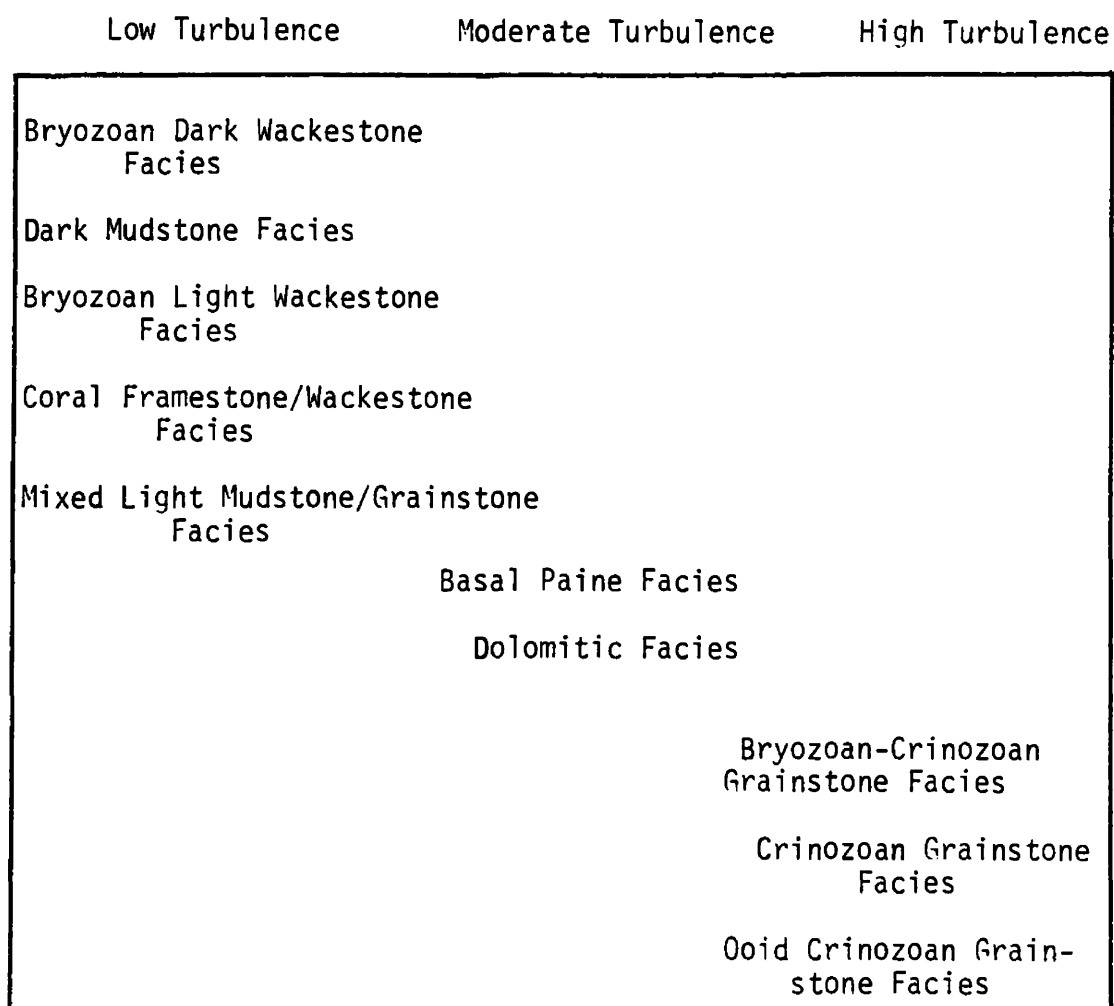 Low Turbulence Moderate Turbulence High Turbulence
Bryozoan Dark Wackestone
Facies
Dark Mudstone Facies
Bryozoan Light Wackestone
Facies
Coral Framestone/Wackestone
Facies
Mixed Light Mudstone/Grainstone
Facies
Basal Paine Facies
Dolomitic Facies
Bryozoan-Crinozoan
Grainstone Facies
Crinozoan Grainstone
Facies
Ooid Crinozoan Grain-
stone Facies